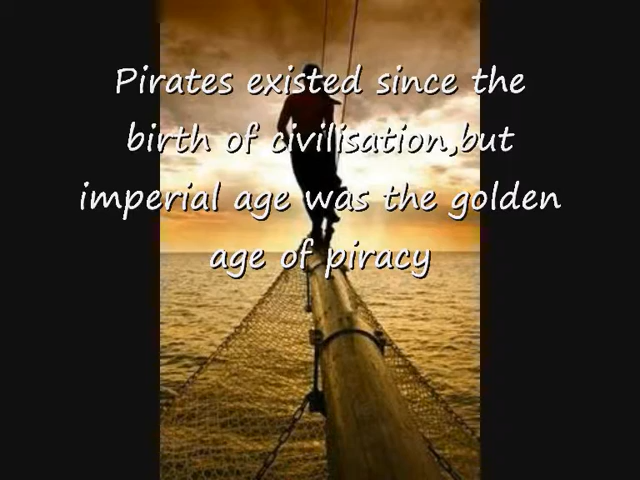 Pirates existed since the
birth of civilisation,but
imperial age was the golden
age of piracy